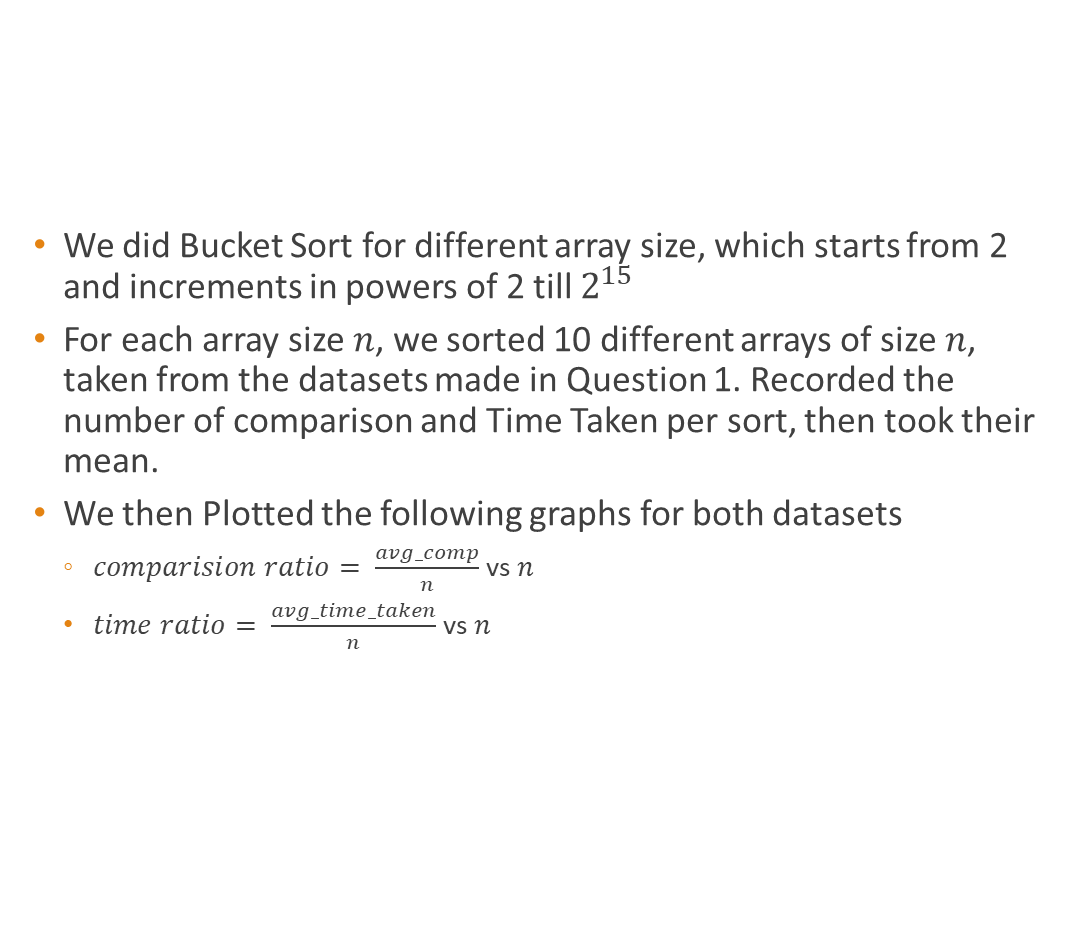 • We did Bucket Sort for different array size, which starts from 2
and increments in powers of 2 till 2¹⁵
• For each array size n, we sorted 10 different arrays of size n,
taken from the datasets made in Question 1. Recorded the
number of comparison and Time Taken per sort, then took their
mean.
• We then Plotted the following graphs for both datasets
◦ comparision ratio = avg_comp/n vs n
• time ratio = avg_time_taken/n vs n